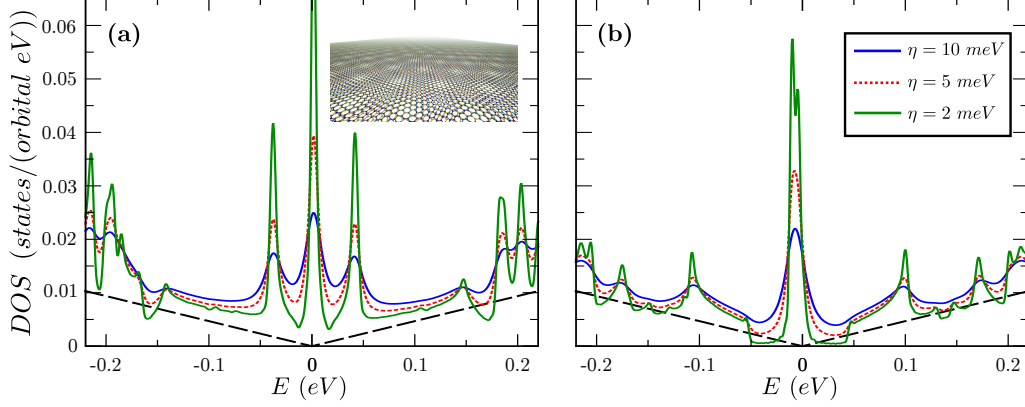 DOS (states/(orbital eV))
0.06
0.05
0.04
0.03
0.02
0.01
0
(a)
-0.2
-0.1
0
0.1
0.2
E (eV)
(b)
η = 10 meV
η = 5 meV
η = 2 meV
-0.2
-0.1
0
0.1
0.2
E (eV)